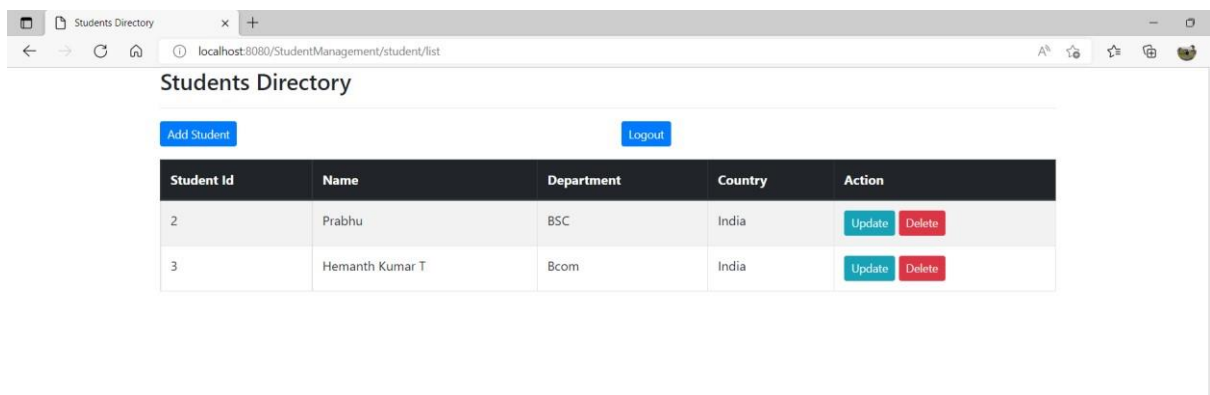 Students Directory
localhost:8080/StudentManagement/student/list
Students Directory
Add Student Logout
Student Id Name Department Country Action
2 Prabhu BSC India Update Delete
3 Hemanth Kumar T Bcom India Update Delete